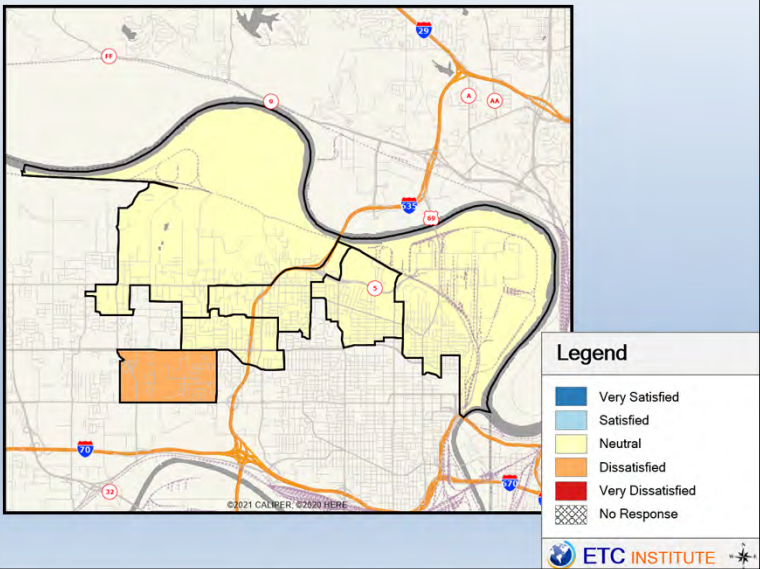 29
FF
9
A
AA
635
69
5
70
32
670
©2021 CALIPER; ©2020 HERE
Legend
Very Satisfied
Satisfied
Neutral
Dissatisfied
Very Dissatisfied
No Response
ETC INSTITUTE